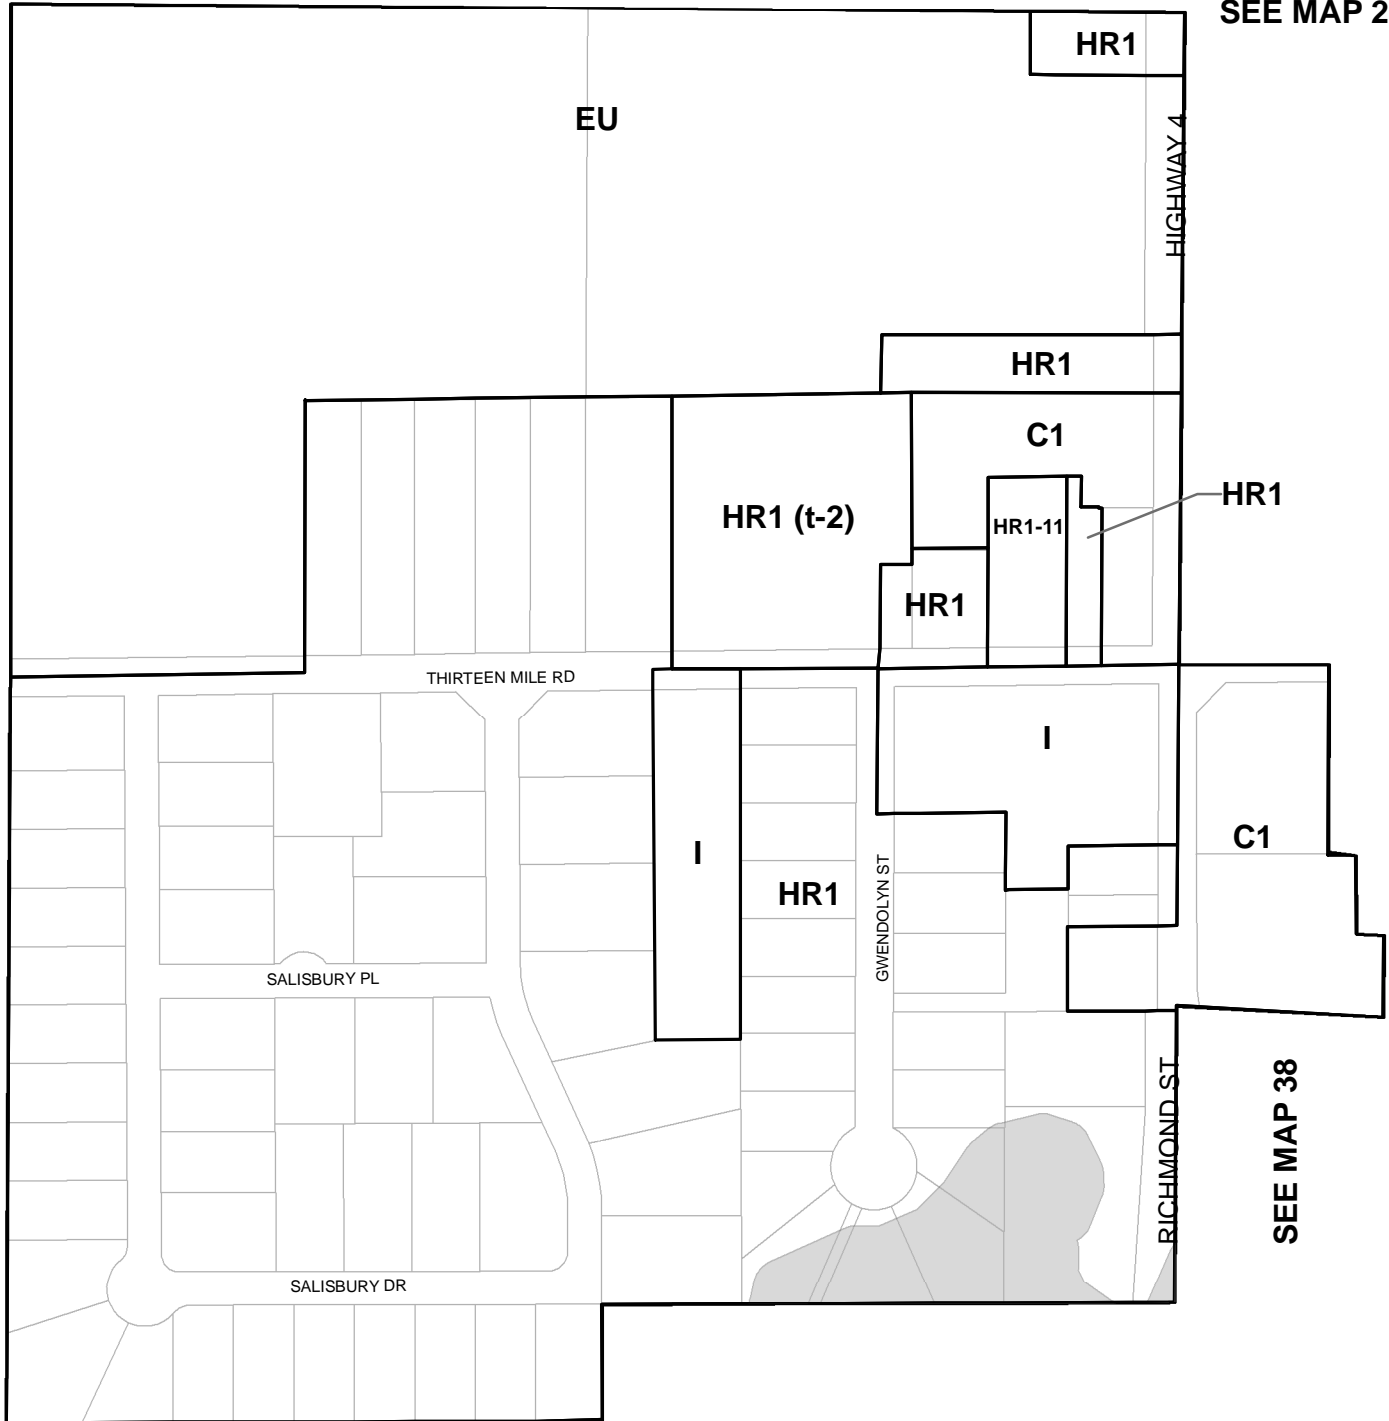 SEE MAP 2
HR1
EU
HIGHWAY 4
HR1
C1
HR1
HR1 (t-2)
HR1-11
HR1
THIRTEEN MILE RD
I
C1
I
HR1
GWENDOLYN ST
SALISBURY PL
RICHMOND ST
SEE MAP 38
SALISBURY DR